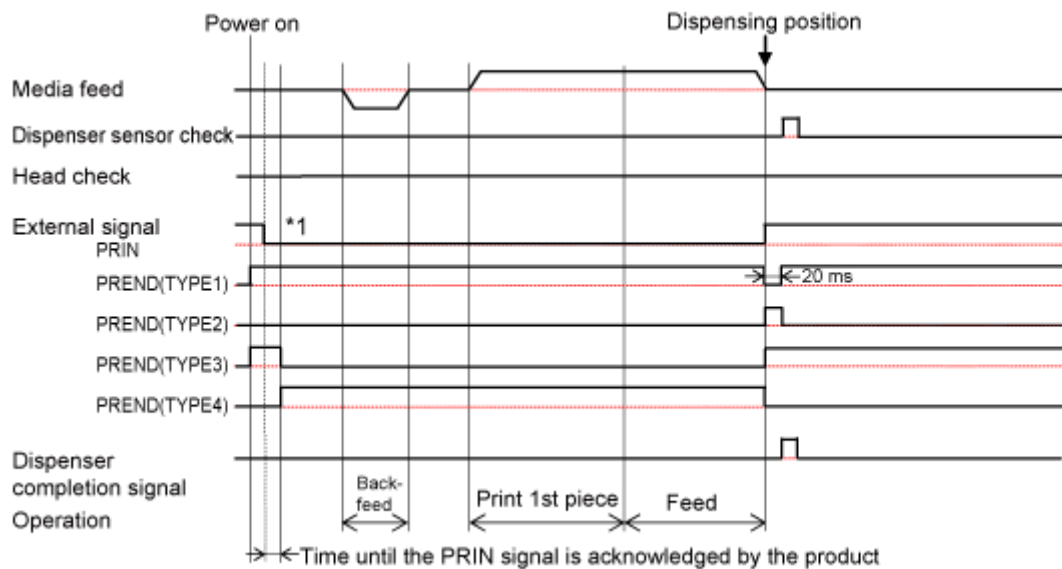 Power on
Dispensing position
Media feed
Dispenser sensor check
Head check
External signal
*1
PRIN
PREND(TYPE1)
20 ms
PREND(TYPE2)
PREND(TYPE3)
PREND(TYPE4)
Dispenser
completion signal
Back-
feed
Print 1st piece
Feed
Operation
Time until the PRIN signal is acknowledged by the product